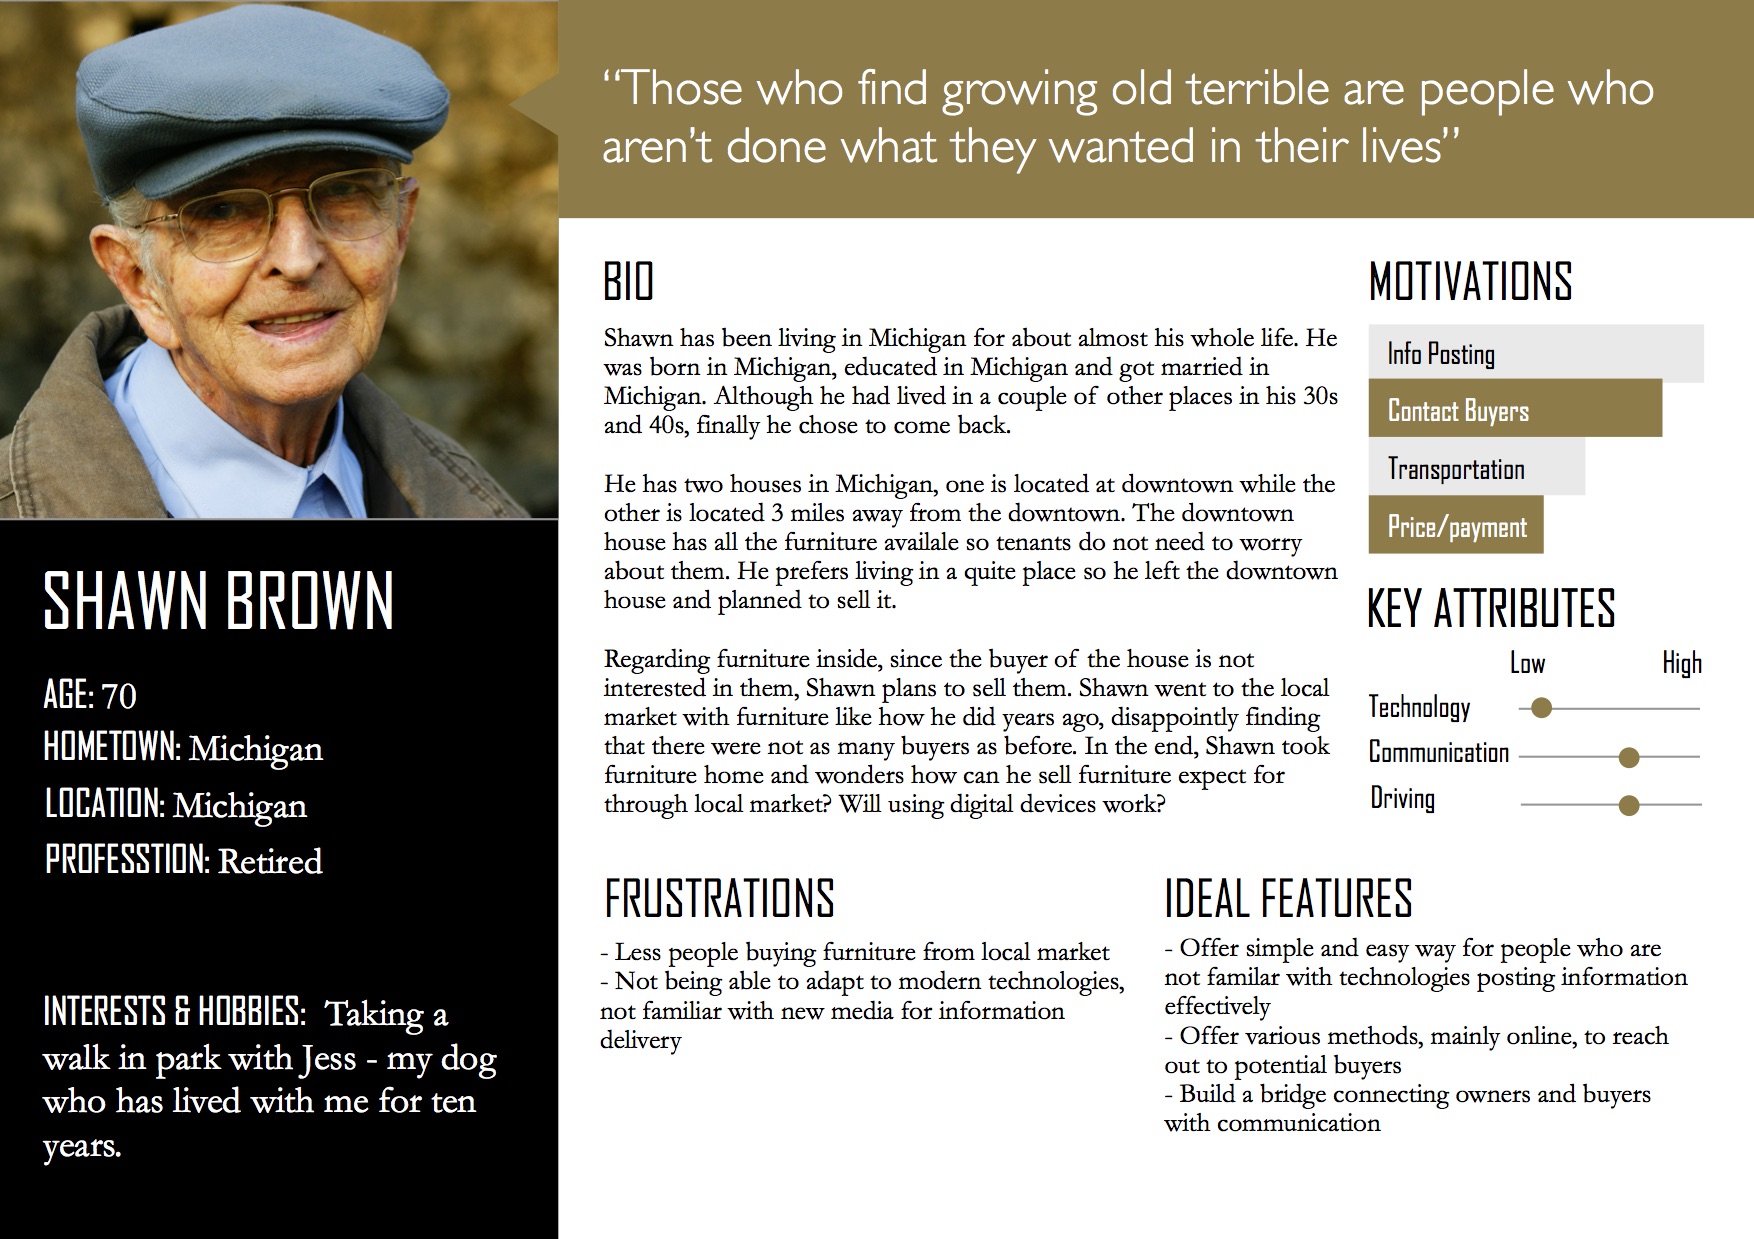 “Those who find growing old terrible are people who
aren’t done what they wanted in their lives”
SHAWN BROWN
AGE: 70
HOMETOWN: Michigan
LOCATION: Michigan
PROFESSTION: Retired
INTERESTS & HOBBIES: Taking a
walk in park with Jess - my dog
who has lived with me for ten
years.
BIO
Shawn has been living in Michigan for about almost his whole life. He
was born in Michigan, educated in Michigan and got married in
Michigan. Although he had lived in a couple of other places in his 30s
and 40s, finally he chose to come back.
He has two houses in Michigan, one is located at downtown while the
other is located 3 miles away from the downtown. The downtown
house has all the furniture availale so tenants do not need to worry
about them. He prefers living in a quite place so he left the downtown
house and planned to sell it.
Regarding furniture inside, since the buyer of the house is not
interested in them, Shawn plans to sell them. Shawn went to the local
market with furniture like how he did years ago, disappointly finding
that there were not as many buyers as before. In the end, Shawn took
furniture home and wonders how can he sell furniture expect for
through local market? Will using digital devices work?
MOTIVATIONS
Info Posting
Contact Buyers
Transportation
Price/payment
KEY ATTRIBUTES
Low High
Technology
Communication
Driving
FRUSTRATIONS
- Less people buying furniture from local market
- Not being able to adapt to modern technologies,
not familiar with new media for information
delivery
IDEAL FEATURES
- Offer simple and easy way for people who are
not familar with technologies posting information
effectively
- Offer various methods, mainly online, to reach
out to potential buyers
- Build a bridge connecting owners and buyers
with communication